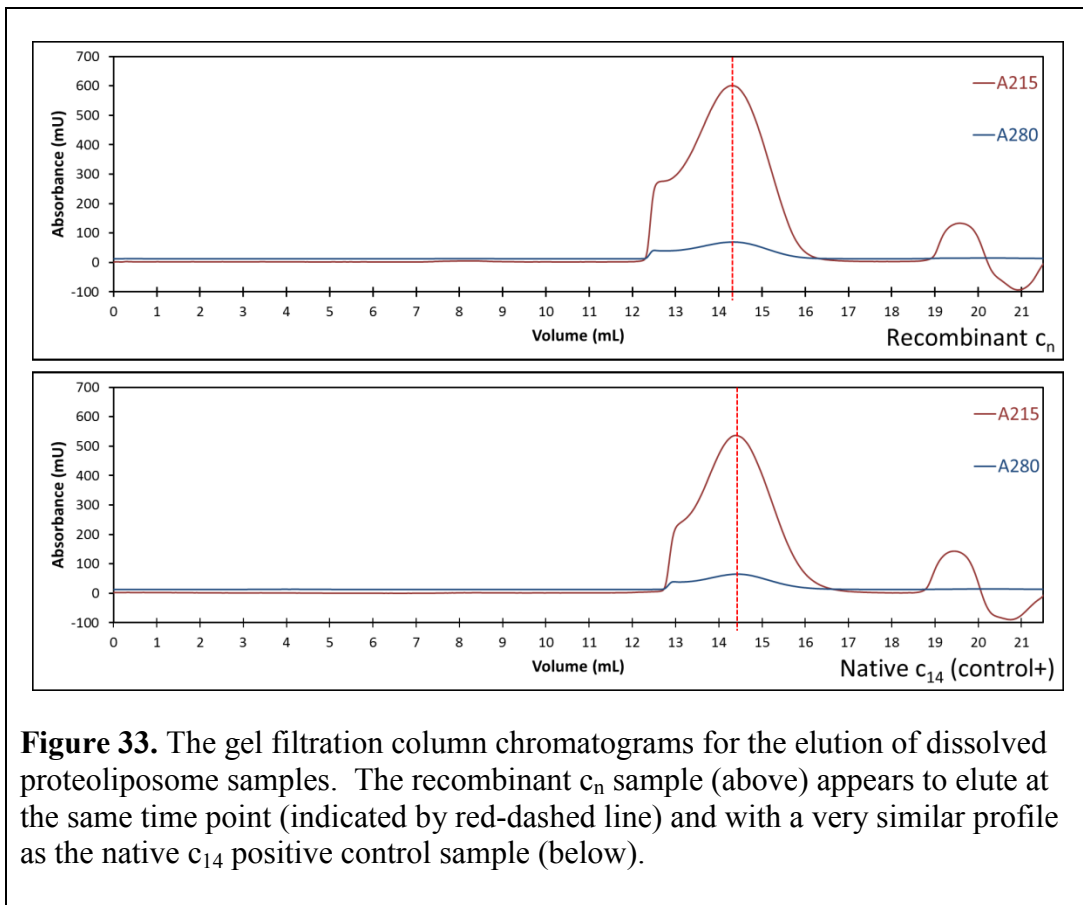 700
600
500
400
300
200
100
0
-100
Absorbance (mU)
A215
A280
0 1 2 3 4 5 6 7 8 9 10 11 12 13 14 15 16 17 18 19 20 21
Volume (mL)
Recombinant cn
700
600
500
400
300
200
100
0
-100
Absorbance (mU)
A215
A280
0 1 2 3 4 5 6 7 8 9 10 11 12 13 14 15 16 17 18 19 20 21
Volume (mL)
Native c14 (control+)
Figure 33. The gel filtration column chromatograms for the elution of dissolved
proteoliposome samples. The recombinant cn sample (above) appears to elute at
the same time point (indicated by red-dashed line) and with a very similar profile
as the native c14 positive control sample (below).